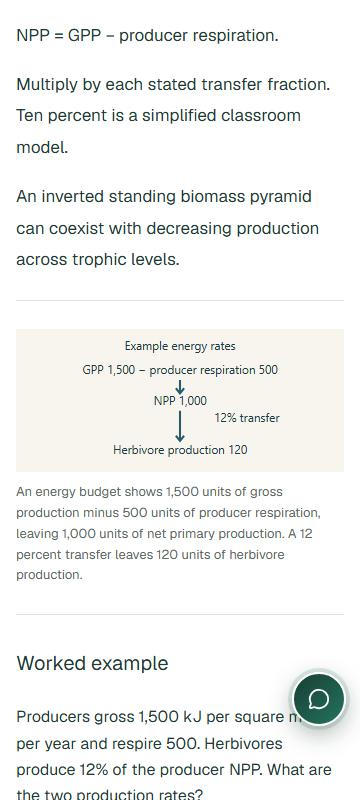 NPP = GPP – producer respiration.
Multiply by each stated transfer fraction.
Ten percent is a simplified classroom
model.
An inverted standing biomass pyramid
can coexist with decreasing production
across trophic levels.
Example energy rates
GPP 1,500 – producer respiration 500
NPP 1,000
12% transfer
Herbivore production 120
An energy budget shows 1,500 units of gross
production minus 500 units of producer respiration,
leaving 1,000 units of net primary production. A 12
percent transfer leaves 120 units of herbivore
production.
Worked example
Producers gross 1,500 kJ per square
per year and respire 500. Herbivores
produce 12% of the producer NPP. What are
the two production rates?